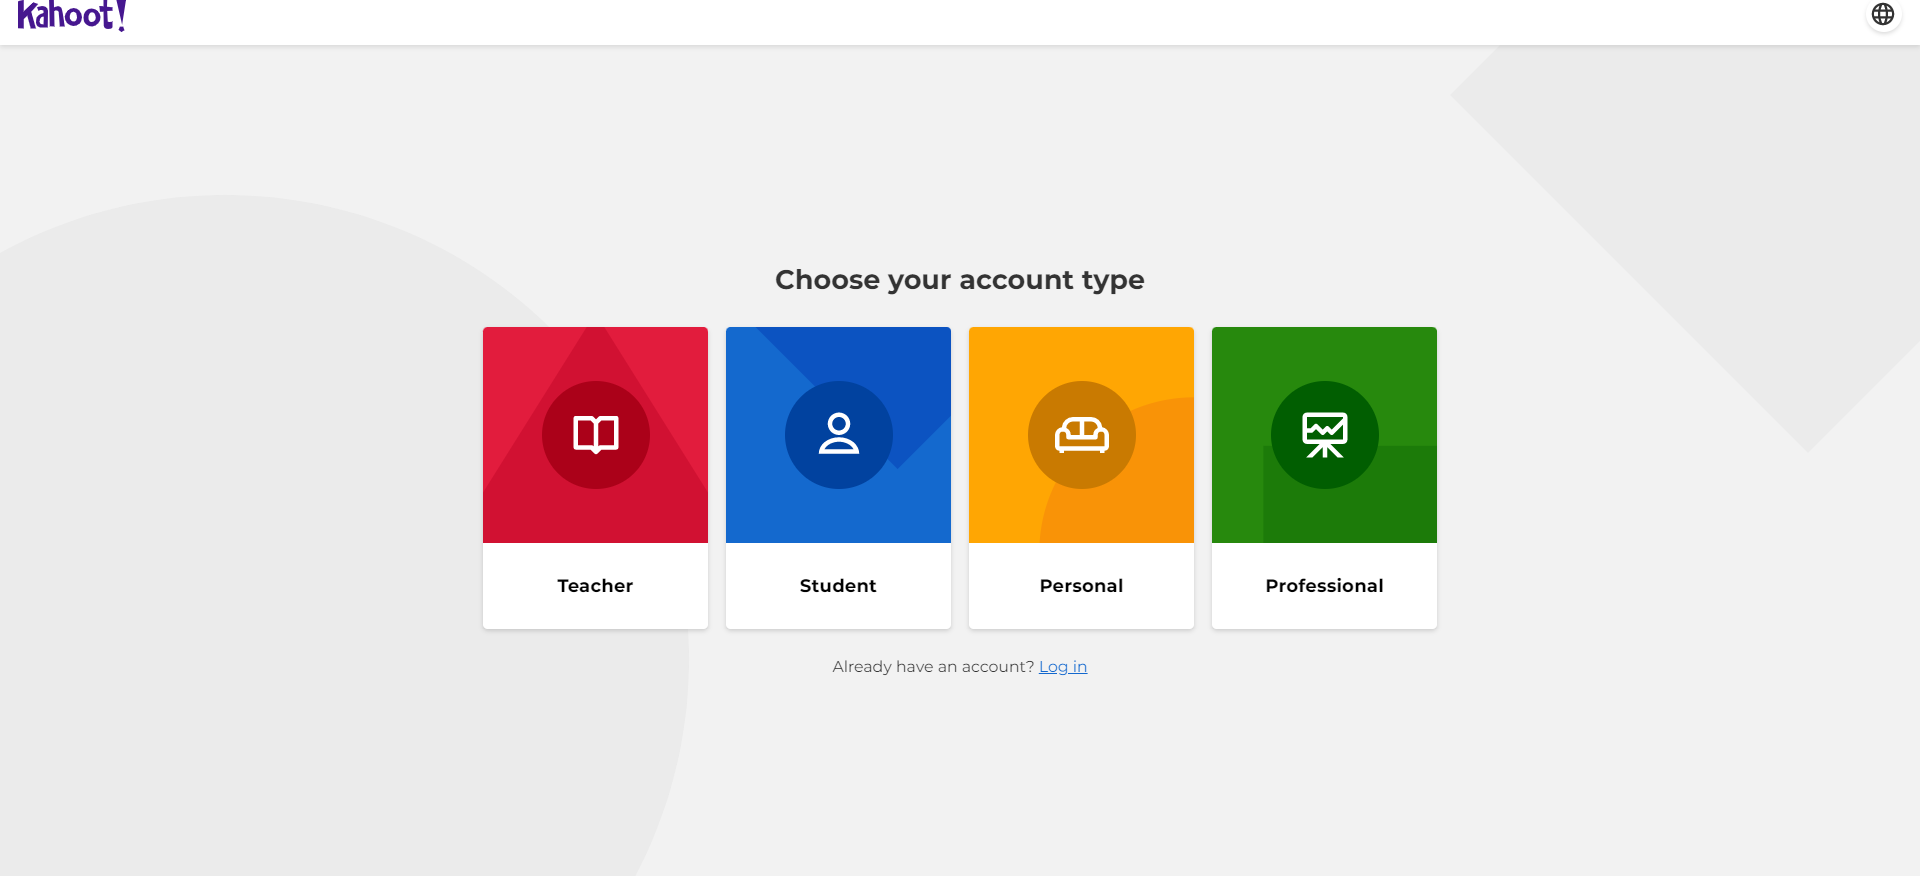 Kahoot!
Choose your account type
Teacher
Student
Personal
Professional
Already have an account? Log in